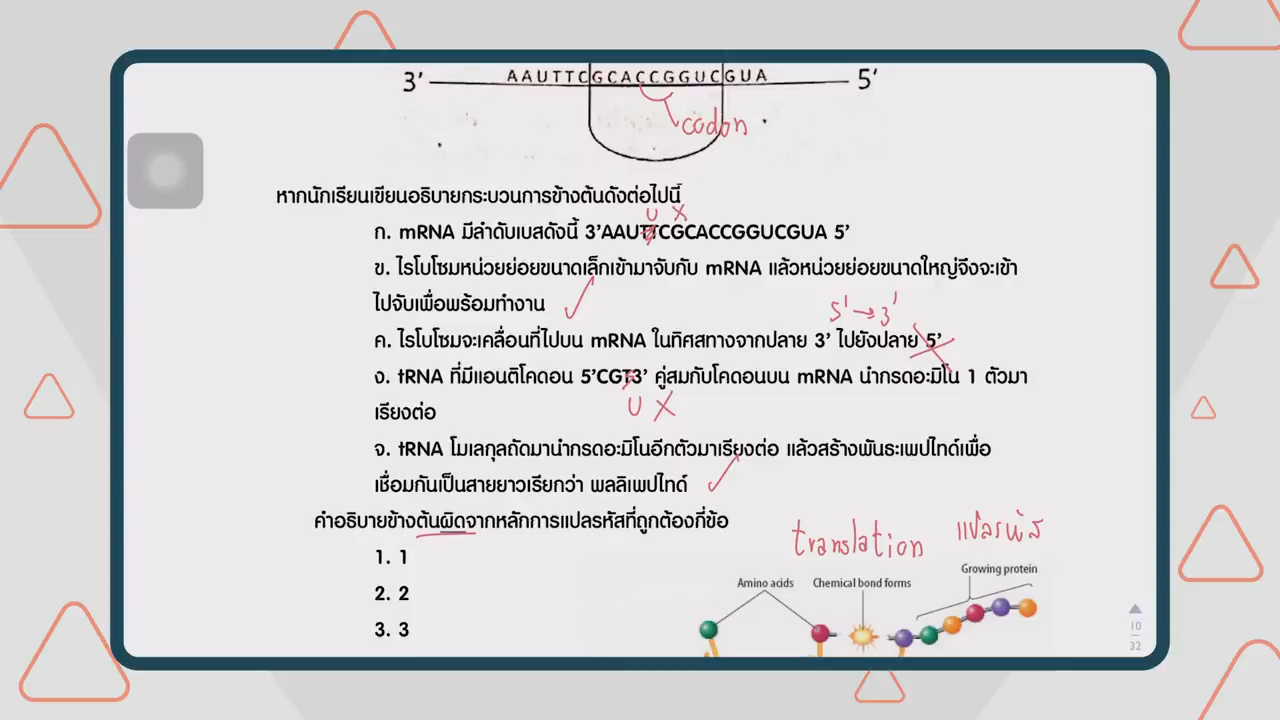 3' AAUTTCGCACCGGUCGUA 5'
codon
หากนักเรียนเขียนอธิบายกระบวนการข้างต้นดังต่อไปนี้
U X
ก. mRNA มีลำดับเบสดังนี้ 3'AAUTTCGCACCGGUCGUA 5'
ข. ไรโบโซมหน่วยย่อยขนาดเล็กเข้ามาจับกับ mRNA แล้วหน่วยย่อยขนาดใหญ่จึงจะเข้า
ไปจับเพื่อพร้อมทำงาน
5' → 3'
ค. ไรโบโซมจะเคลื่อนที่ไปบน mRNA ในทิศสทางจากปลาย 3' ไปยังปลาย 5'
ง. tRNA ที่มีแอนติโคดอน 5'CGT3' คู่สมกับโคดอนบน mRNA นำกรดอะมิโน 1 ตัวมา
เรียงต่อ
U X
จ. tRNA โมเลกุลถัดมานำกรดอะมิโนอีกตัวมาเรียงต่อ แล้วสร้างพันธะเพปไทด์เพื่อ
เชื่อมกันเป็นสายยาวเรียกว่า พลลิเพปไทด์
คำอธิบายข้างต้นผิดจากหลักการแปลรหัสที่ถูกต้องกี่ข้อ
translation แปลรหัส
1. 1
Amino acids Chemical bond forms Growing protein
2. 2
3. 3
10
32